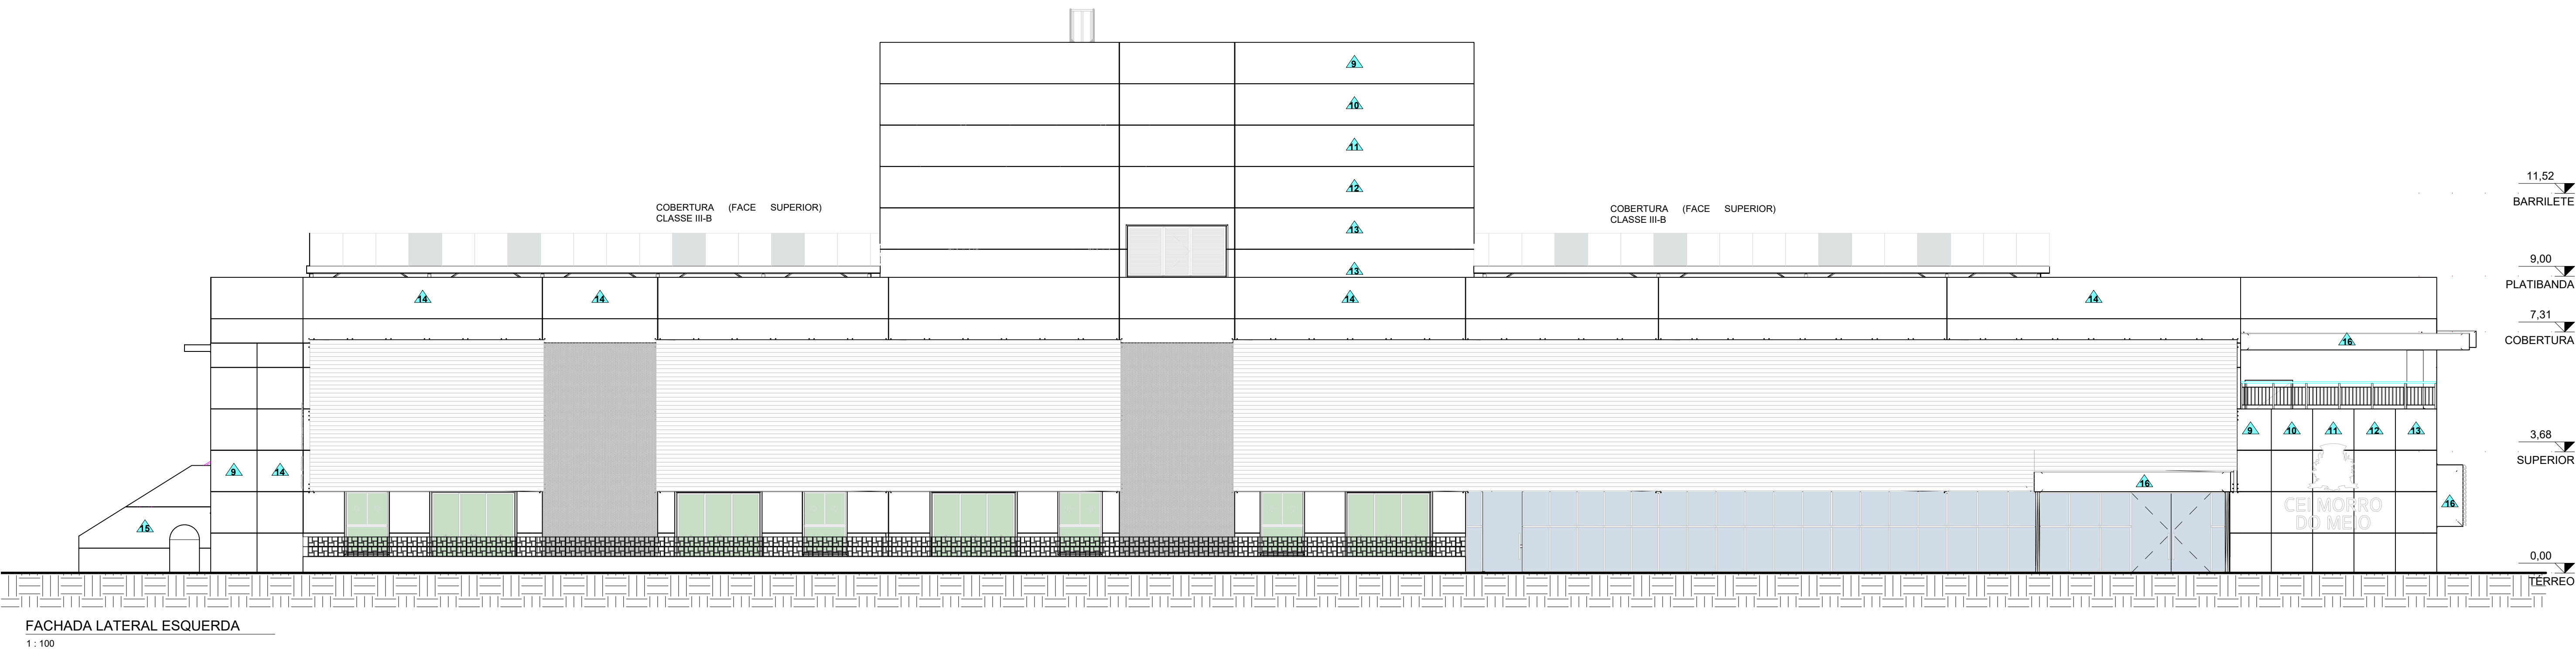 9
10
11
12
13
13
COBERTURA (FACE SUPERIOR)
CLASSE III-B
COBERTURA (FACE SUPERIOR)
CLASSE III-B
14
14
14
14
11,52
BARRILETE
9,00
PLATIBANDA
7,31
COBERTURA
3,68
SUPERIOR
0,00
TÉRREO
16
9
10
11
12
13
9
14
15
16
16
CEI MORRO
DO MEIO
FACHADA LATERAL ESQUERDA
1 : 100